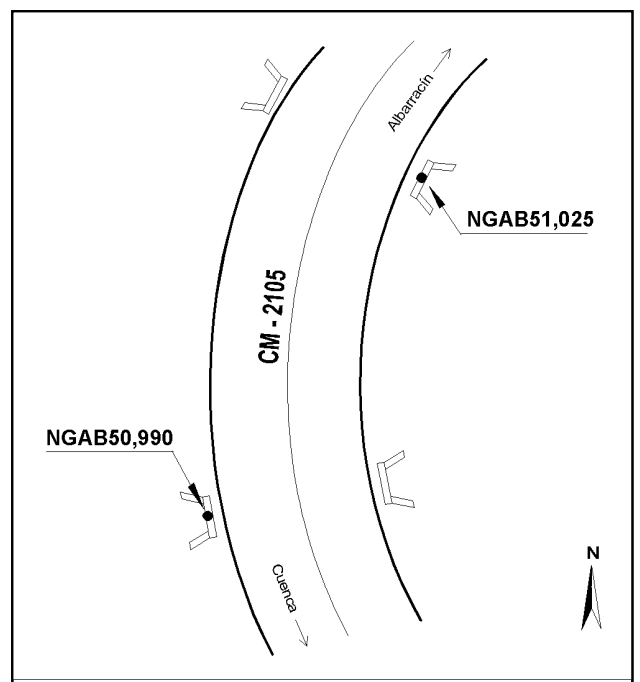 Albarracín
NGAB51,025
CM - 2105
NGAB50,990
Cuenca
N